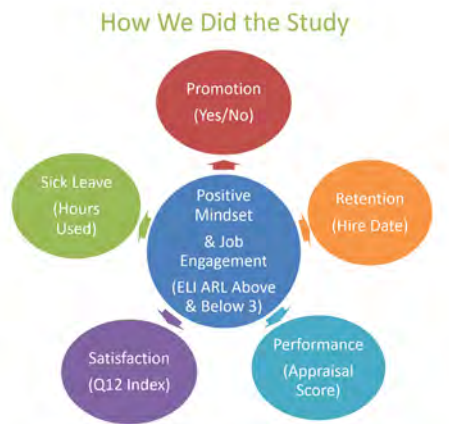 How We Did the Study
Promotion
(Yes/No)
Sick Leave
(Hours
Used)
Positive
Mindset
& Job
Engagement
(ELI ARL Above
& Below 3)
Retention
(Hire Date)
Satisfaction
(Q12 Index)
Performance
(Appraisal
Score)